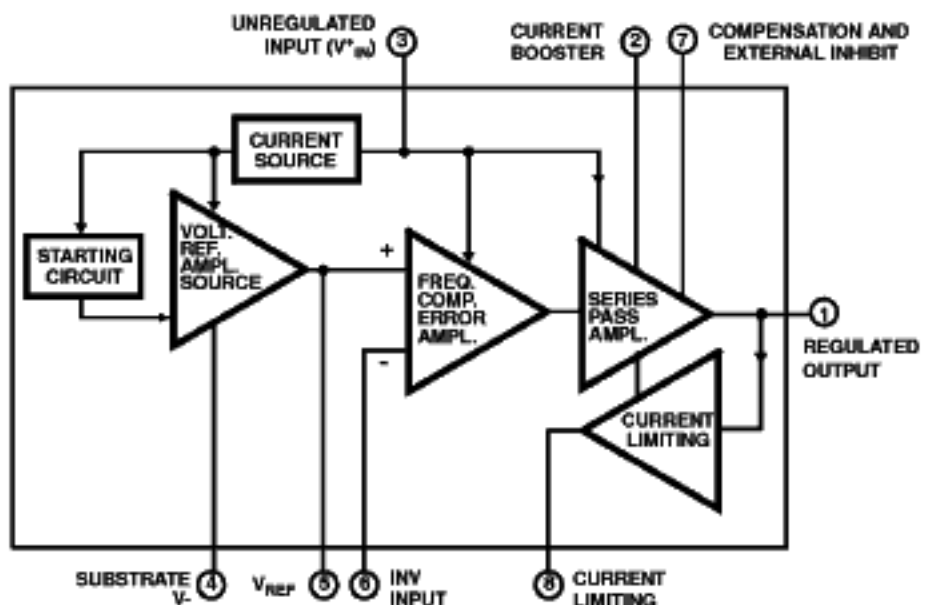 UNREGULATED
INPUT (V+IN)
3
CURRENT
BOOSTER
2
7
COMPENSATION AND
EXTERNAL INHIBIT
CURRENT
SOURCE
STARTING
CIRCUIT
VOLT.
REF.
AMPL.
SOURCE
+
-
FREQ.
COMP.
ERROR
AMPL.
SERIES
PASS
AMPL.
1
REGULATED
OUTPUT
CURRENT
LIMITING
SUBSTRATE
V-
4
VREF
5
6
INV
INPUT
8
CURRENT
LIMITING